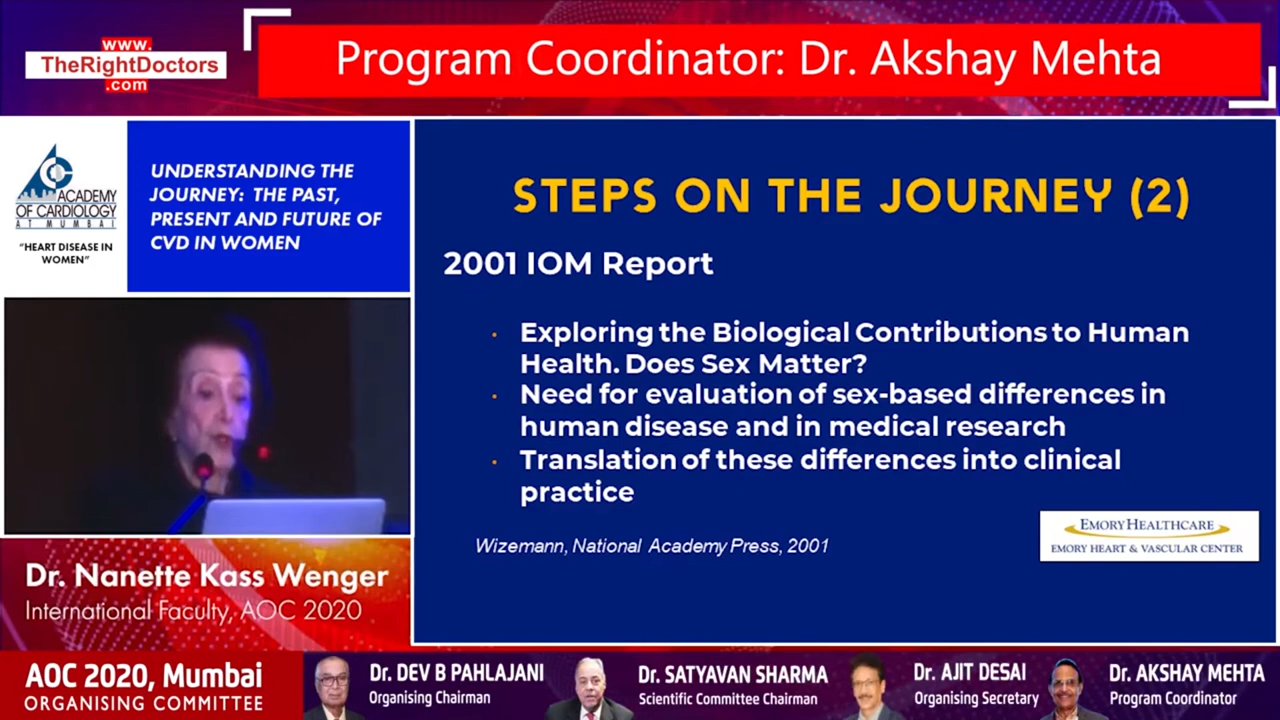 www.
TheRightDoctors
.com
Program Coordinator: Dr. Akshay Mehta
ACADEMY
OF CARDIOLOGY
AT MUMBAI
"HEART DISEASE IN
WOMEN"
UNDERSTANDING THE
JOURNEY: THE PAST,
PRESENT AND FUTURE OF
CVD IN WOMEN
STEPS ON THE JOURNEY (2)
2001 IOM Report
· Exploring the Biological Contributions to Human
Health. Does Sex Matter?
· Need for evaluation of sex-based differences in
human disease and in medical research
· Translation of these differences into clinical
practice
Wizemann, National Academy Press, 2001
EMORY HEALTHCARE
EMORY HEART & VASCULAR CENTER
Dr. Nanette Kass Wenger
International Faculty, AOC 2020
AOC 2020, Mumbai
ORGANISING COMMITTEE
Dr. DEV B PAHLAJANI
Organising Chairman
Dr. SATYAVAN SHARMA
Scientific Committee Chairman
Dr. AJIT DESAI
Organising Secretary
Dr. AKSHAY MEHTA
Program Coordinator